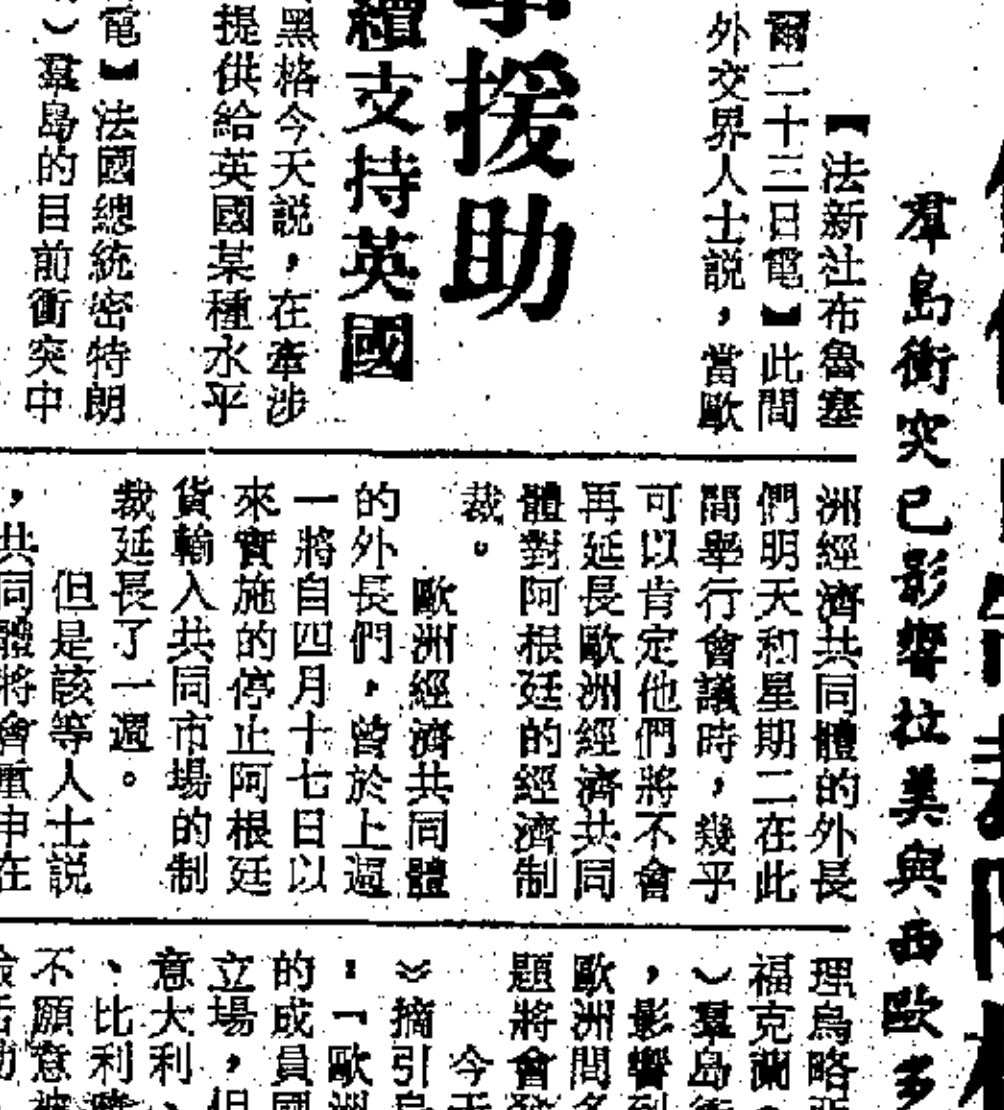 羣島衝突已影響拉美與西歐多
【法新社布魯塞
爾二十三日電】此間
外交界人士説，當歐
洲經濟共同體的外長
們明天和星期二在此
間舉行會議時，幾乎
可以肯定他們將不會
再延長歐洲經濟共同
體對阿根廷的經濟制
裁。
歐洲經濟共同體
的外長們，曾於上週
一將自四月十七日以
來實施的停止阿根廷
貨輸入共同市場的制
裁延長了一週。
但是該等人士説
，共同體將會重申在
援助
續支持英國
黑格今天説，在牽涉
提供給英國某種水平
電】法國總統密特朗
）羣島的目前衝突中
理烏略
福克蘭
）羣島衝
，影響到
歐洲間
題將會
今天
》摘引
：「歐洲
的成員國
立場，但
意大利、
、比利
不願意被